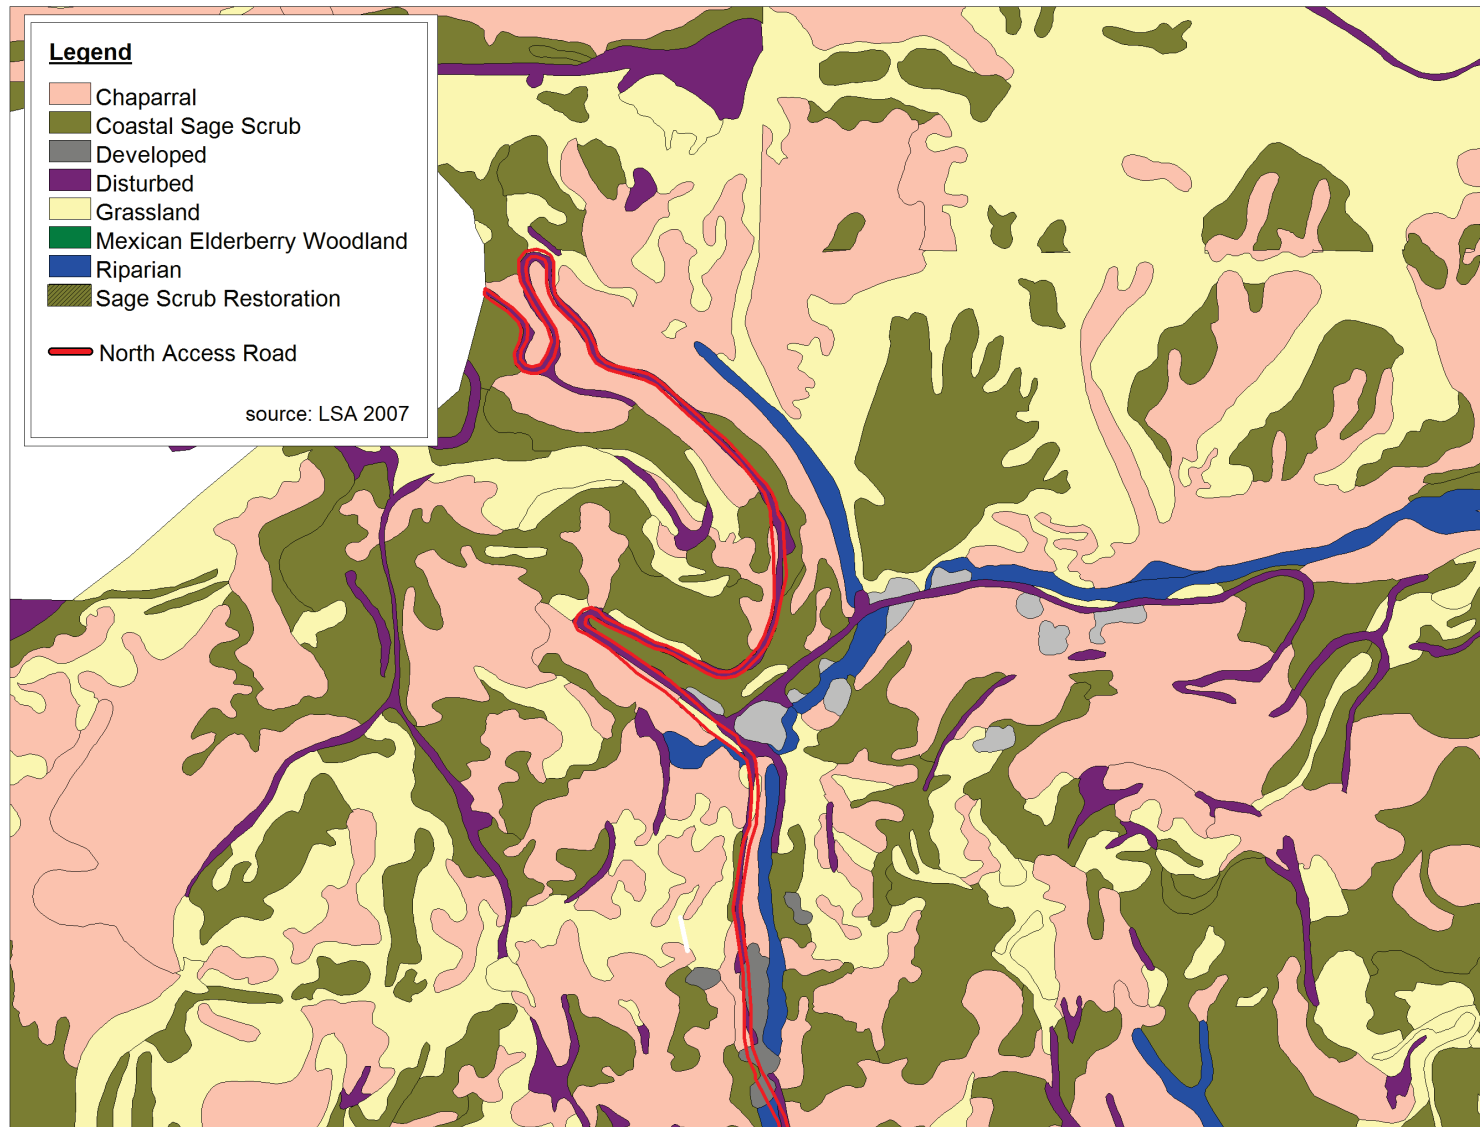 Legend
Chaparral
Coastal Sage Scrub
Developed
Disturbed
Grassland
Mexican Elderberry Woodland
Riparian
Sage Scrub Restoration
North Access Road
source: LSA 2007